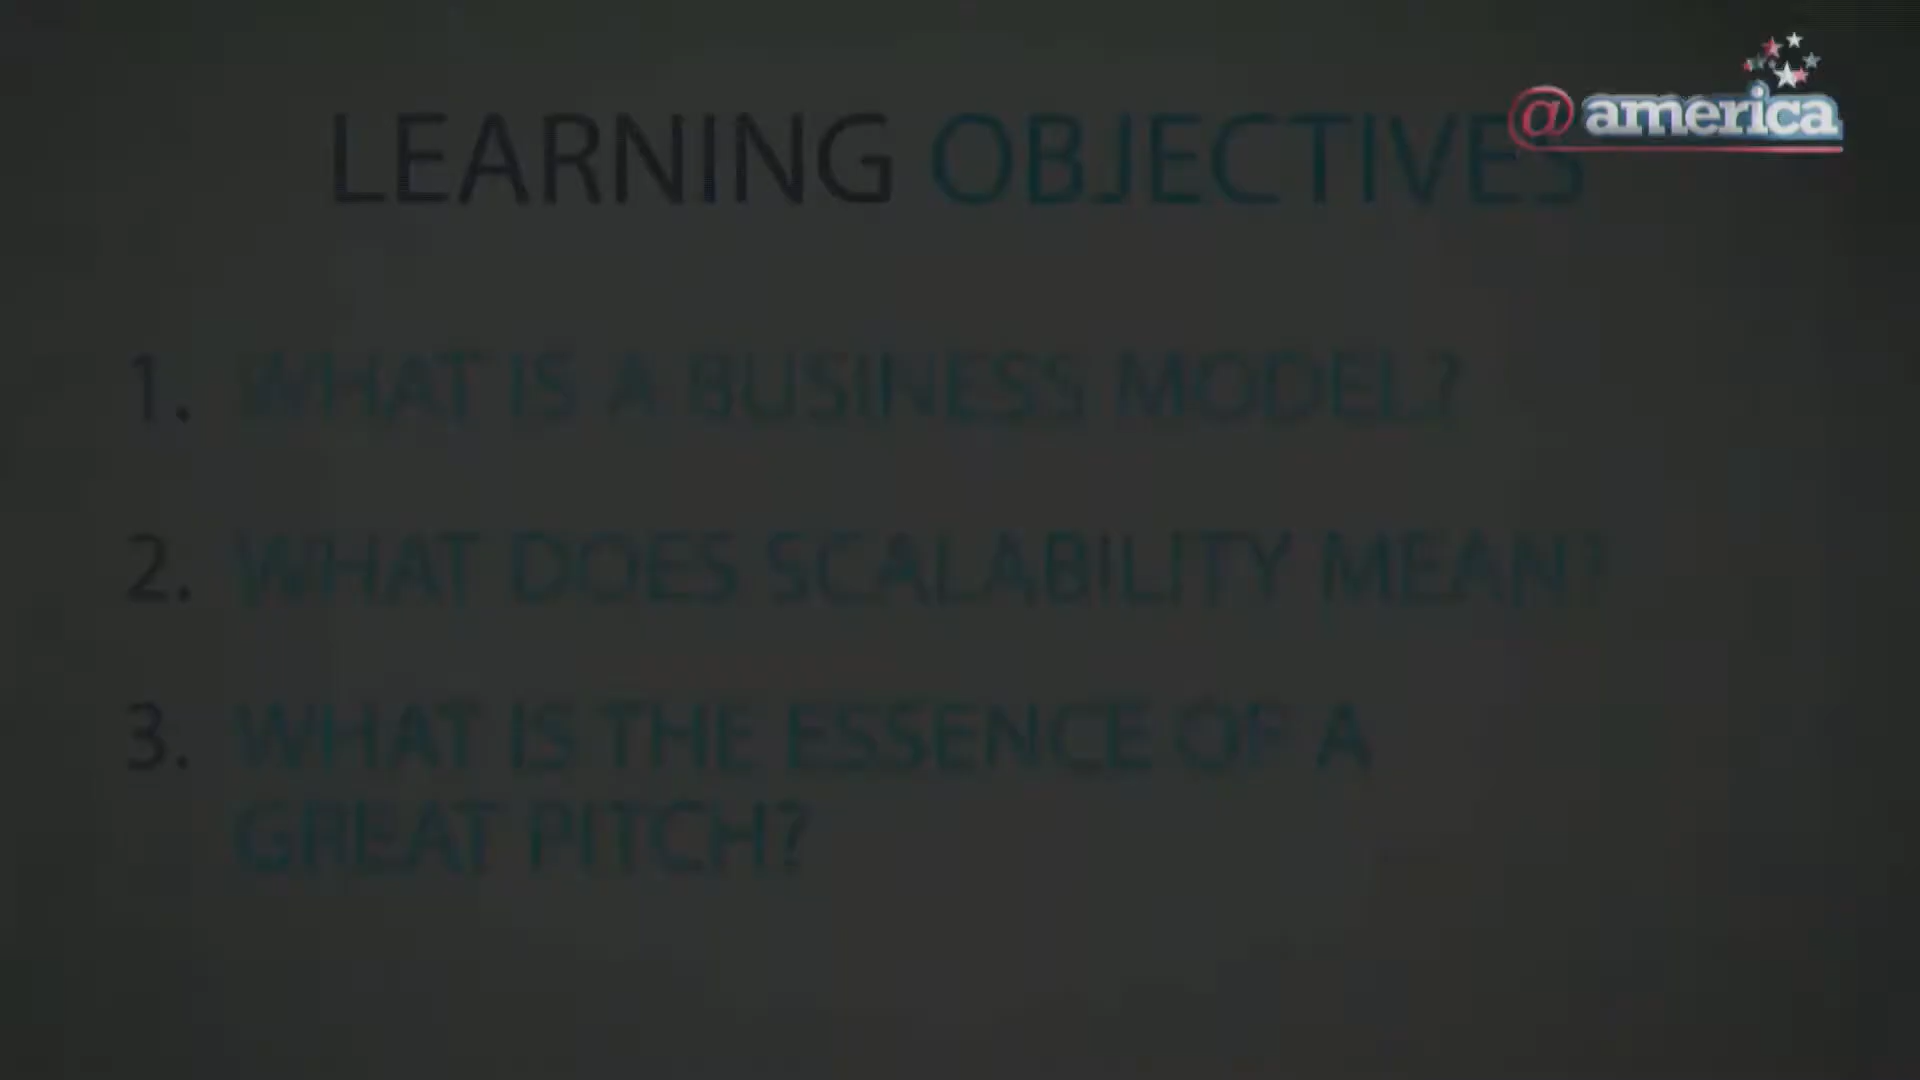 @america
LEARNING OBJECTIVES
1. WHAT IS A BUSINESS MODEL?
2. WHAT DOES SCALABILITY MEAN?
3. WHAT IS THE ESSENCE OF A
GREAT PITCH?